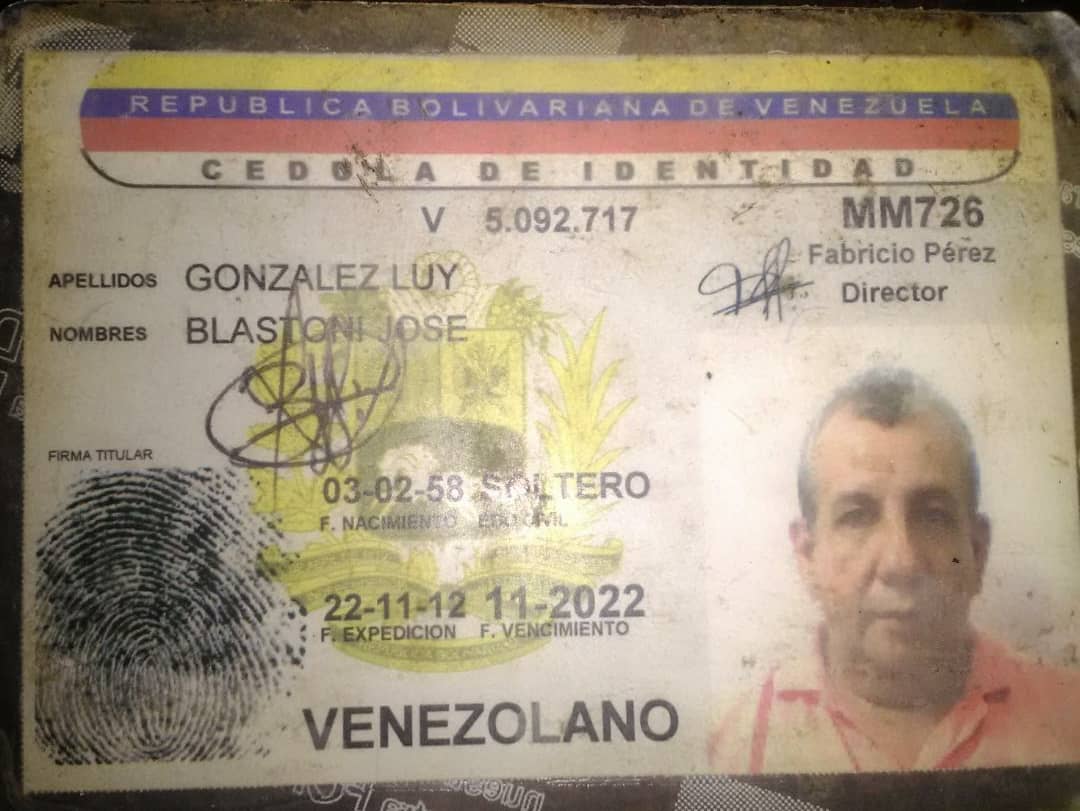 REPUBLICA BOLIVARIANA DE VENEZUELA
CEDULA DE IDENTIDAD
V 5.092.717
MM726
Fabricio Pérez
Director
APELLIDOS GONZALEZ LUY
NOMBRES BLASTONI JOSE
FIRMA TITULAR
03-02-58 SOLTERO
F. NACIMIENTO EDO CIVIL
22-11-12 11-2022
F. EXPEDICION F. VENCIMIENTO
VENEZOLANO